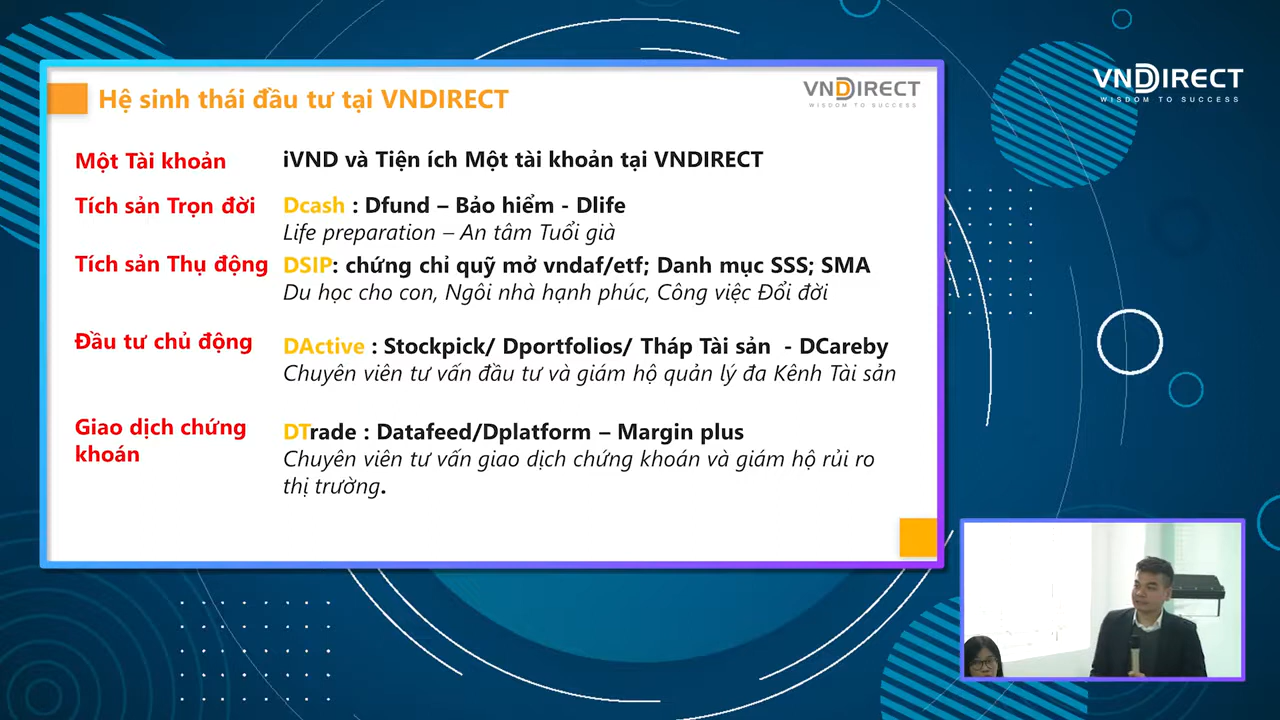 Hệ sinh thái đầu tư tại VNDIRECT
VNDIRECT
WISDOM TO SUCCESS
VNDIRECT
WISDOM TO SUCCESS
Một Tài khoản
iVND và Tiện ích Một tài khoản tại VNDIRECT
Tích sản Trọn đời
Dcash : Dfund – Bảo hiểm - Dlife
Life preparation – An tâm Tuổi già
Tích sản Thụ động
DSIP: chứng chỉ quỹ mở vndaf/etf; Danh mục SSS; SMA
Du học cho con, Ngôi nhà hạnh phúc, Công việc Đổi đời
Đầu tư chủ động
DActive : Stockpick/ Dportfolios/ Tháp Tài sản - DCareby
Chuyên viên tư vấn đầu tư và giám hộ quản lý đa Kênh Tài sản
Giao dịch chứng
khoán
DTrade : Datafeed/Dplatform – Margin plus
Chuyên viên tư vấn giao dịch chứng khoán và giám hộ rủi ro
thị trường.